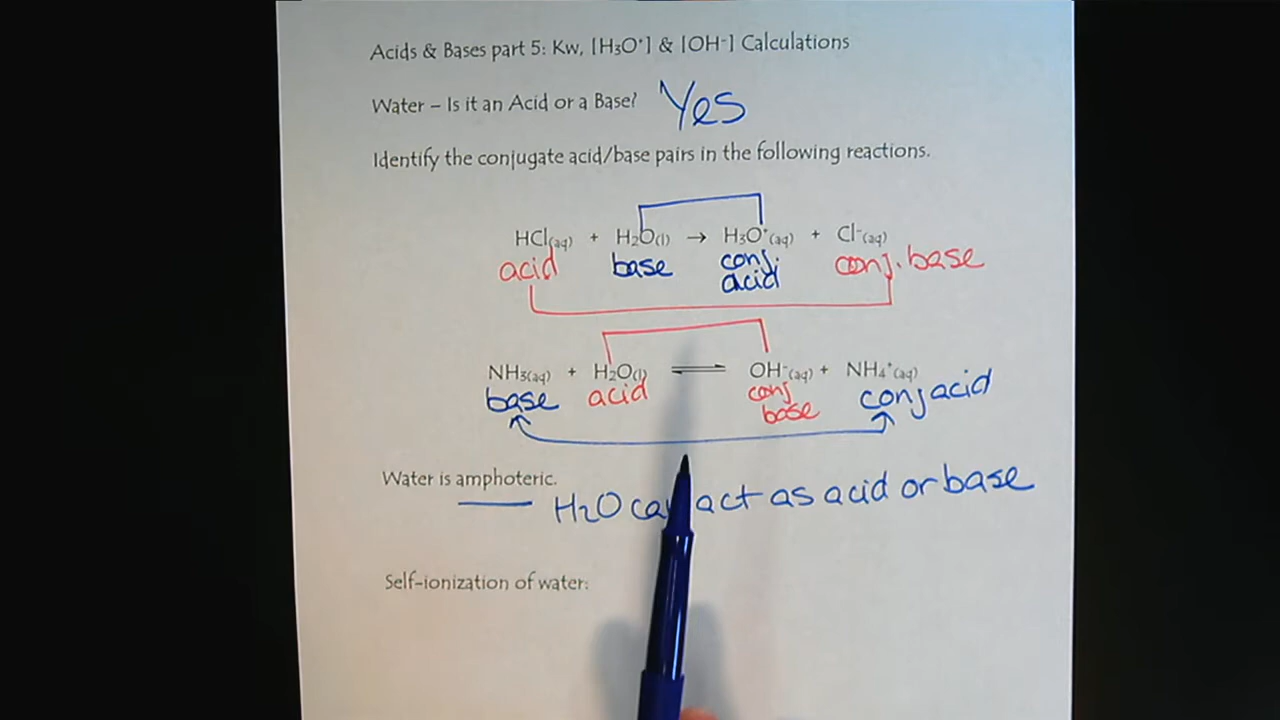 Acids & Bases part 5: Kw, [H₃O⁺] & [OH⁻] Calculations
Water – Is it an Acid or a Base? Yes
Identify the conjugate acid/base pairs in the following reactions.
HCl(aq) + H₂O(l) → H₃O⁺(aq) + Cl⁻(aq)
acid base conj. acid conj. base
NH₃(aq) + H₂O(l) ⇌ OH⁻(aq) + NH₄⁺(aq)
base acid conj base conj acid
Water is amphoteric.
H₂O act as acid or base
Self-ionization of water: